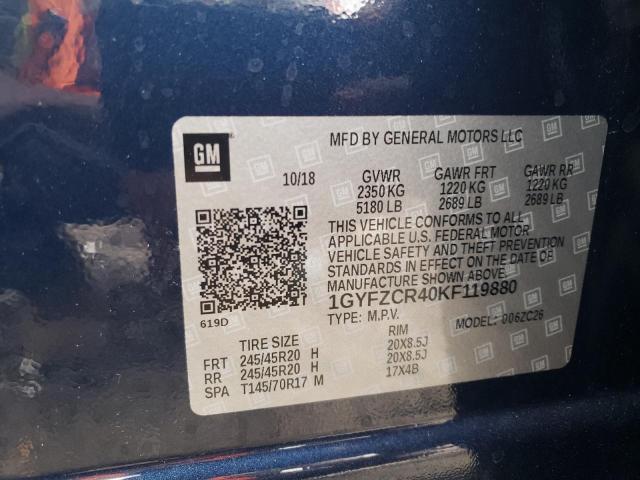 GM
MFD BY GENERAL MOTORS LLC
10/18 GVWR GAWR FRT GAWR RR
2350 KG 1220 KG 1220 KG
5180 LB 2689 LB 2689 LB
THIS VEHICLE CONFORMS TO ALL
APPLICABLE U.S. FEDERAL MOTOR
VEHICLE SAFETY AND THEFT PREVENTION
STANDARDS IN EFFECT ON THE DATE OF
MANUFACTURE SHOWN ABOVE.
1GYFZCR40KF119880
619D
TYPE: M.P.V. MODEL: 006ZC26
TIRE SIZE RIM
FRT 245/45R20 H 20X8.5J
RR 245/45R20 H 20X8.5J
SPA T145/70R17 M 17X4B